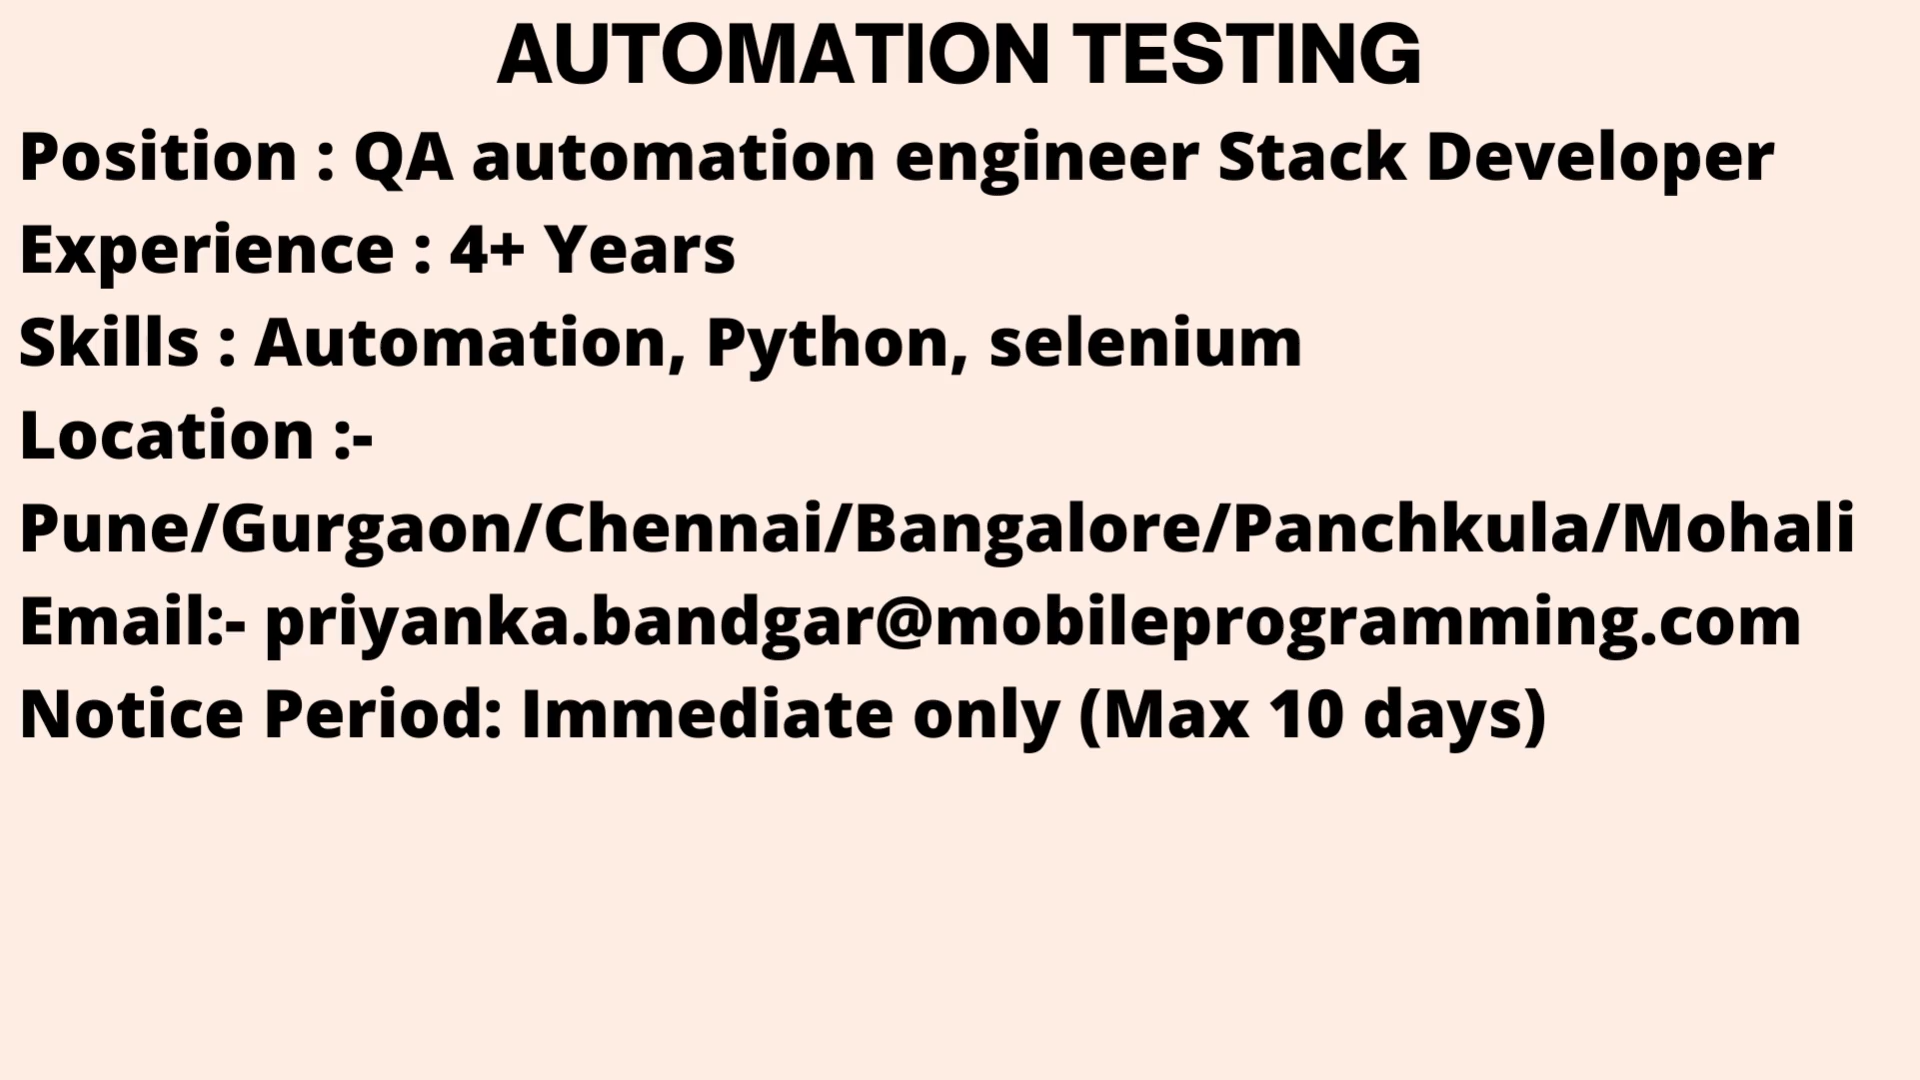 AUTOMATION TESTING
Position : QA automation engineer Stack Developer
Experience : 4+ Years
Skills : Automation, Python, selenium
Location :-
Pune/Gurgaon/Chennai/Bangalore/Panchkula/Mohali
Email:- priyanka.bandgar@mobileprogramming.com
Notice Period: Immediate only (Max 10 days)